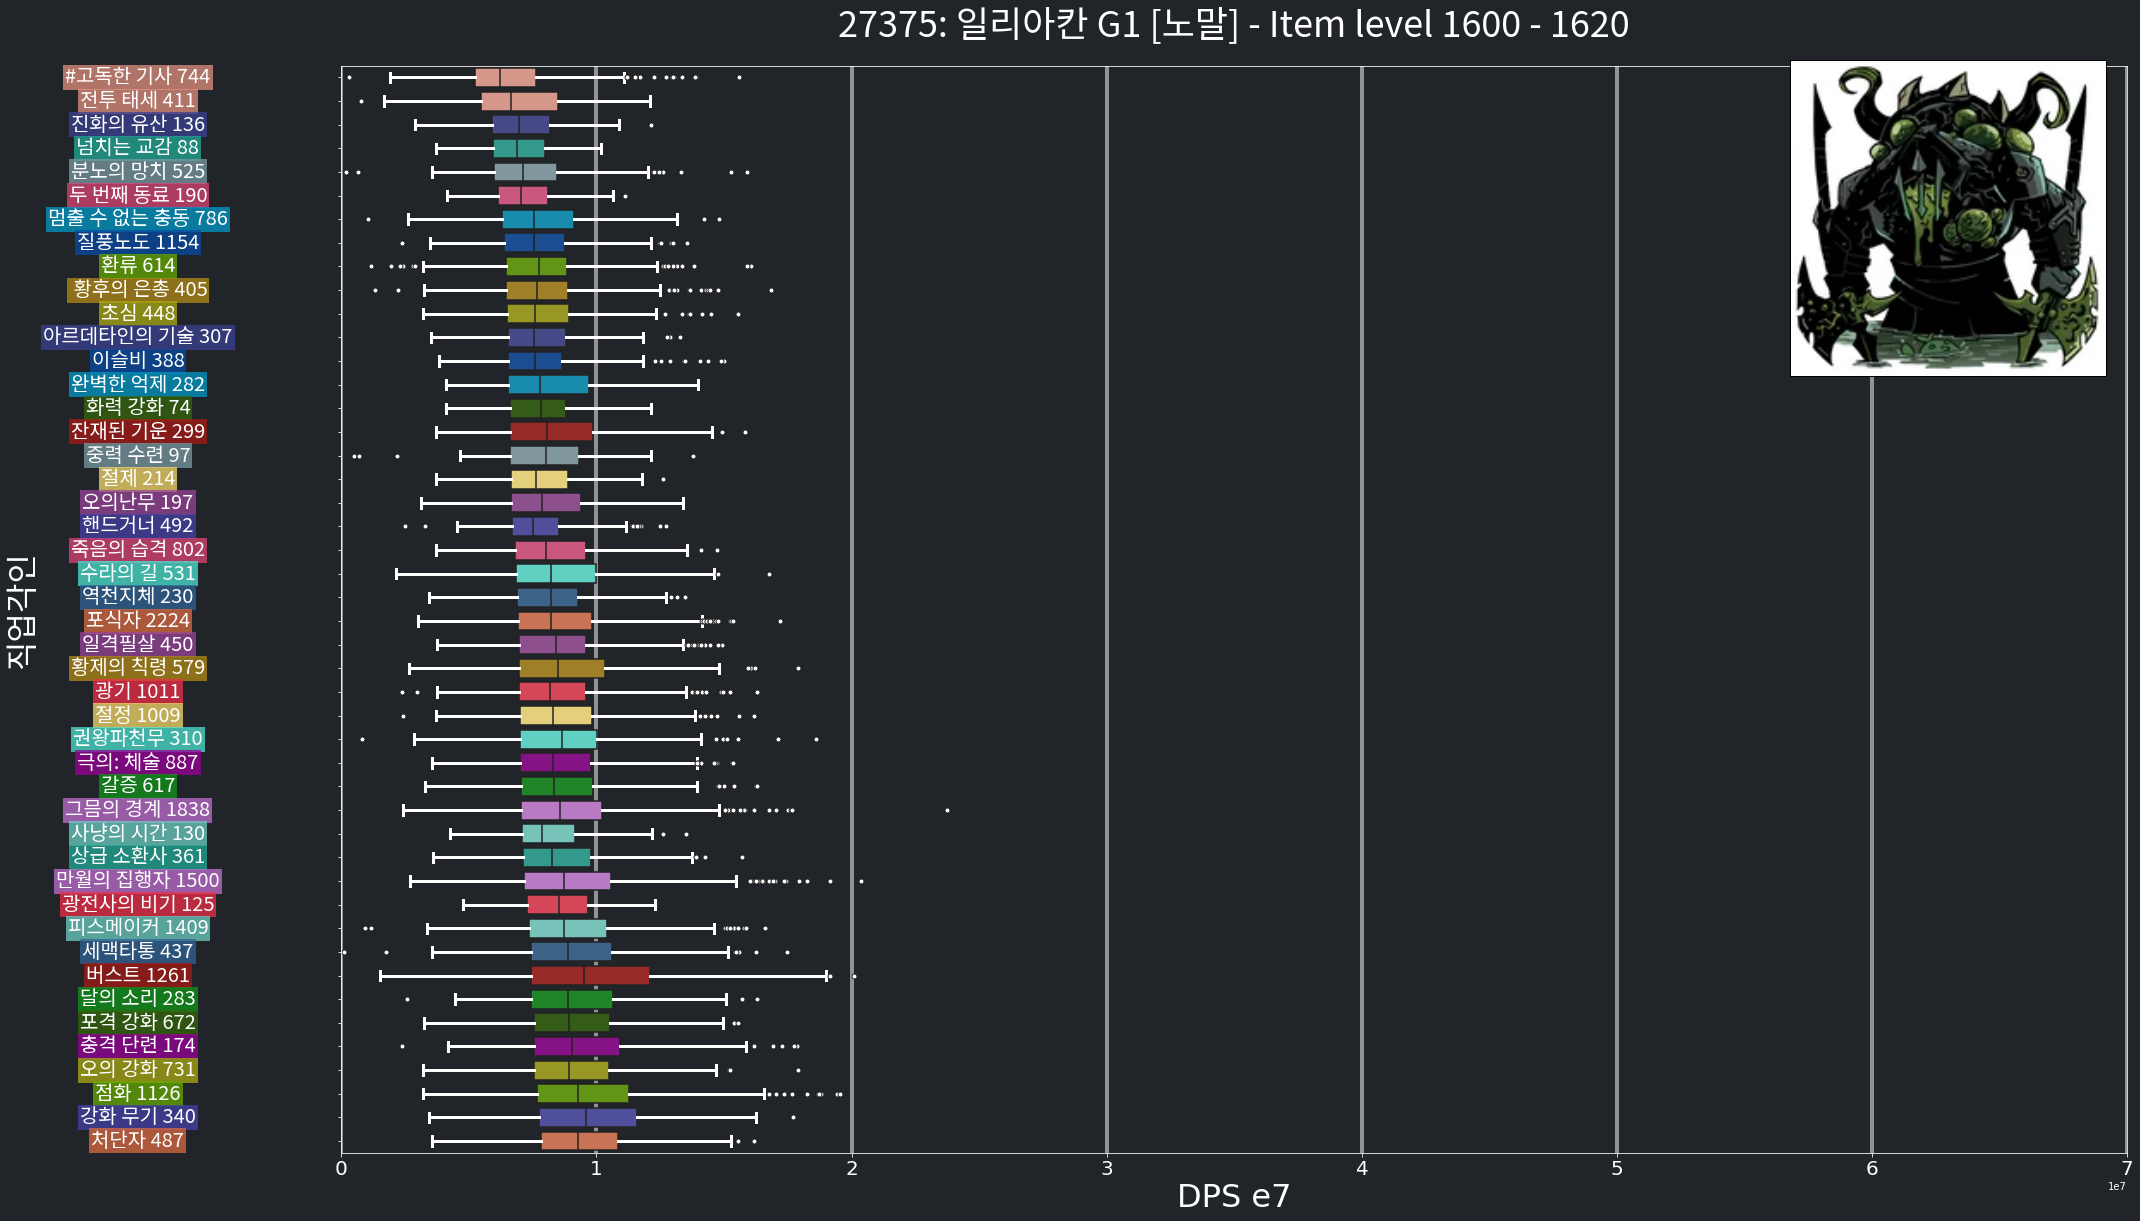 27375: 일리아칸 G1 [노말] - Item level 1600 - 1620
#고독한 기사 744
전투 태세 411
진화의 유산 136
넘치는 교감 88
분노의 망치 525
두 번째 동료 190
멈출 수 없는 충동 786
질풍노도 1154
환류 614
황후의 은총 405
초심 448
아르데타인의 기술 307
이슬비 388
완벽한 억제 282
화력 강화 74
잔재된 기운 299
중력 수련 97
절제 214
오의난무 197
핸드거너 492
죽음의 습격 802
수라의 길 531
역천지체 230
포식자 2224
일격필살 450
황제의 칙령 579
광기 1011
절정 1009
권왕파천무 310
극의: 체술 887
갈증 617
그믐의 경계 1838
사냥의 시간 130
상급 소환사 361
만월의 집행자 1500
광전사의 비기 125
피스메이커 1409
세맥타통 437
버스트 1261
달의 소리 283
포격 강화 672
충격 단련 174
오의 강화 731
점화 1126
강화 무기 340
처단자 487
직업각인
0 1 2 3 4 5 6 7
DPS e7
1e7